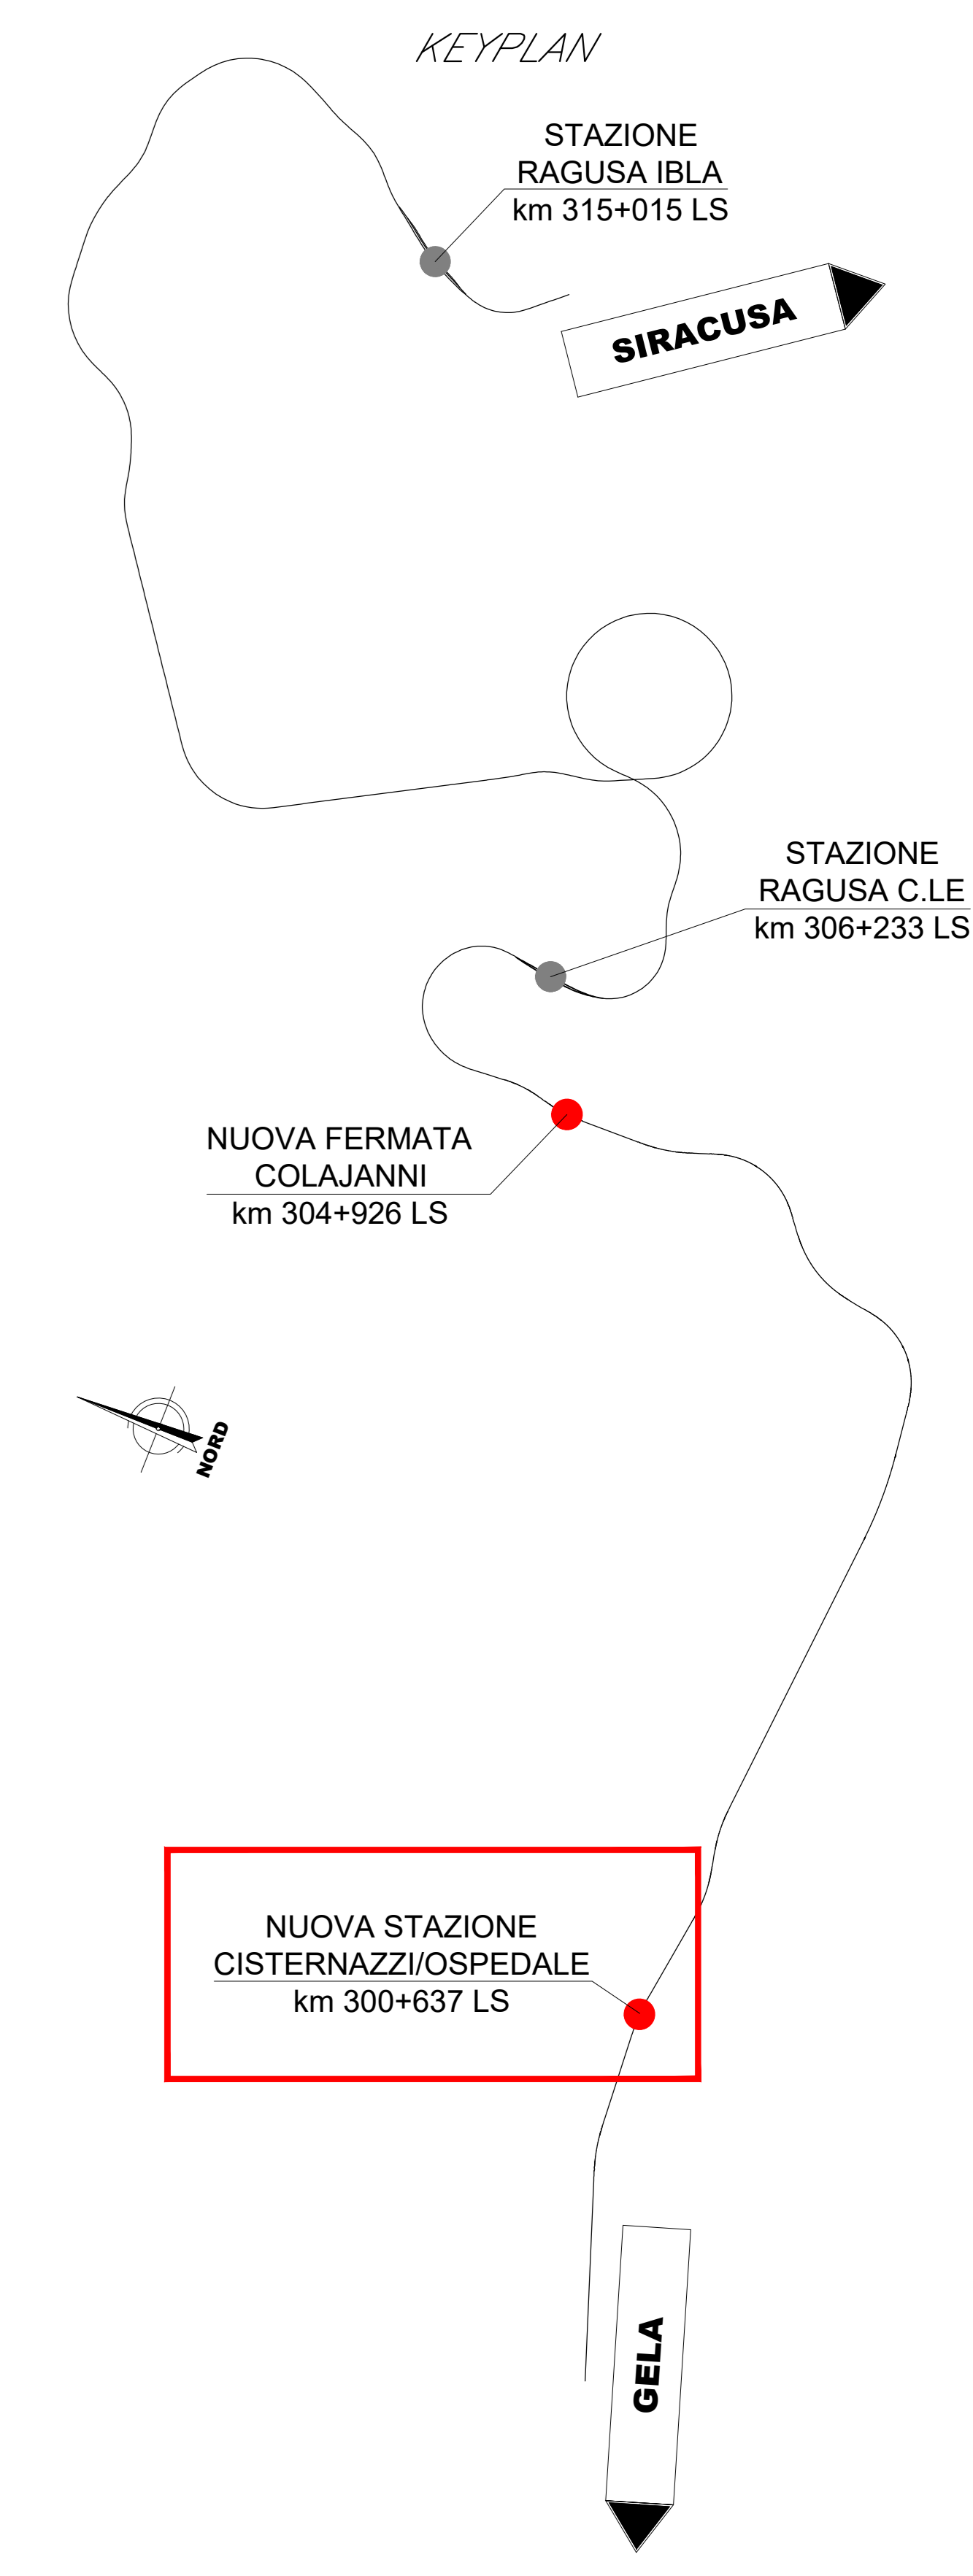 KEYPLAN
STAZIONE
RAGUSA IBLA
km 315+015 LS
SIRACUSA
STAZIONE
RAGUSA C.LE
km 306+233 LS
NUOVA FERMATA
COLAJANNI
km 304+926 LS
NORD
NUOVA STAZIONE
CISTERNAZZI/OSPEDALE
km 300+637 LS
GELA